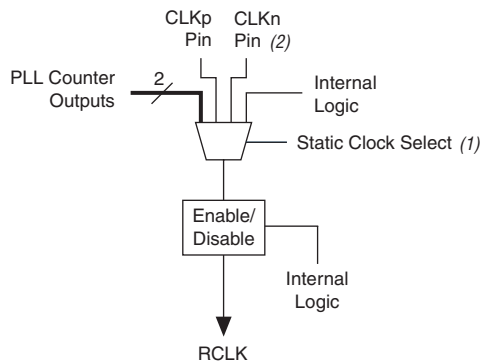 CLKp
Pin
CLKn
Pin (2)
PLL Counter
Outputs
2
Internal
Logic
Static Clock Select (1)
Enable/
Disable
Internal
Logic
RCLK